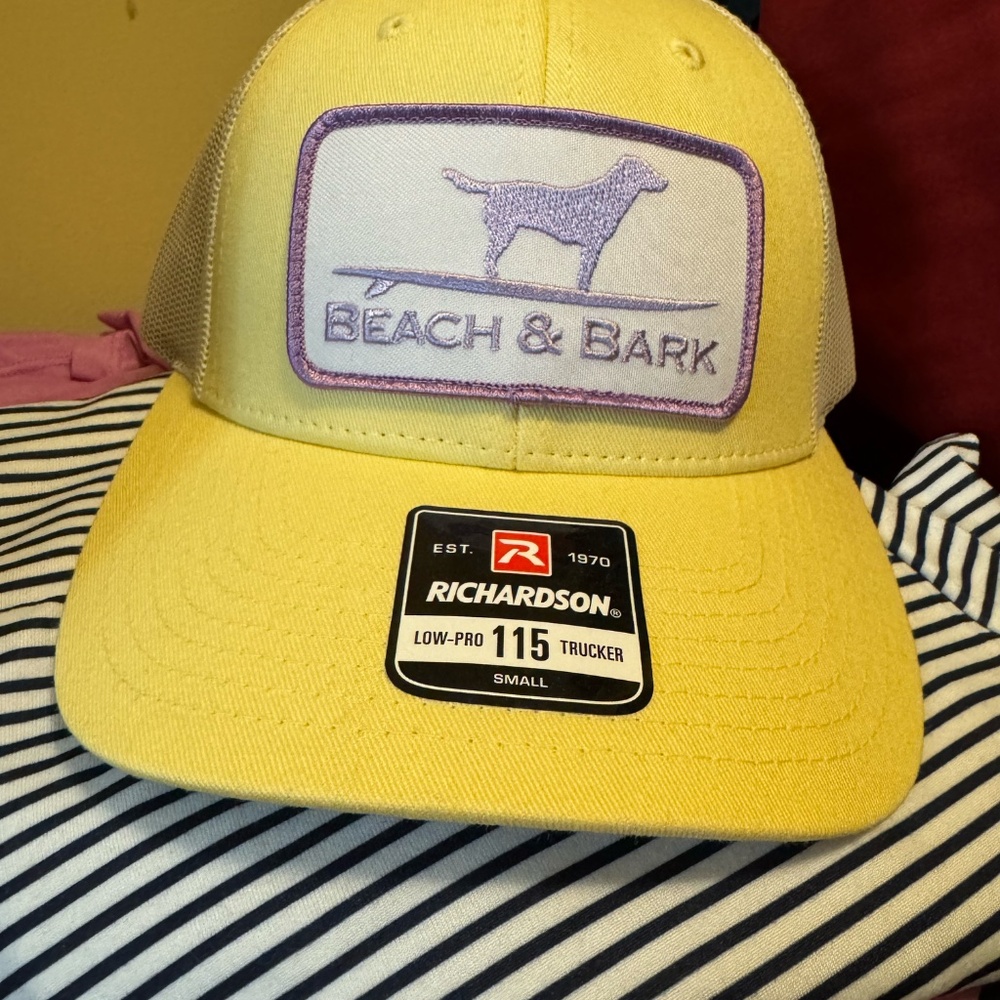 BEACH & BARK
EST. R 1970
RICHARDSON®
LOW-PRO 115 TRUCKER
SMALL